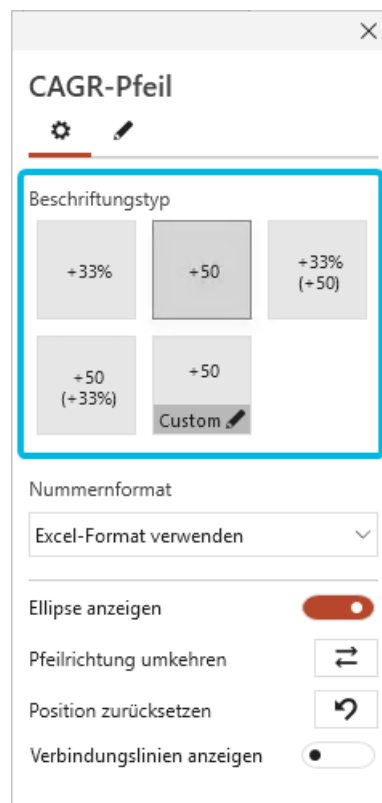 CAGR-Pfeil
Beschriftungstyp
+33%
+50
+33%
(+50)
+50
(+33%)
+50
Custom
Nummernformat
Excel-Format verwenden
Ellipse anzeigen
Pfeilrichtung umkehren
Position zurücksetzen
Verbindungslinien anzeigen